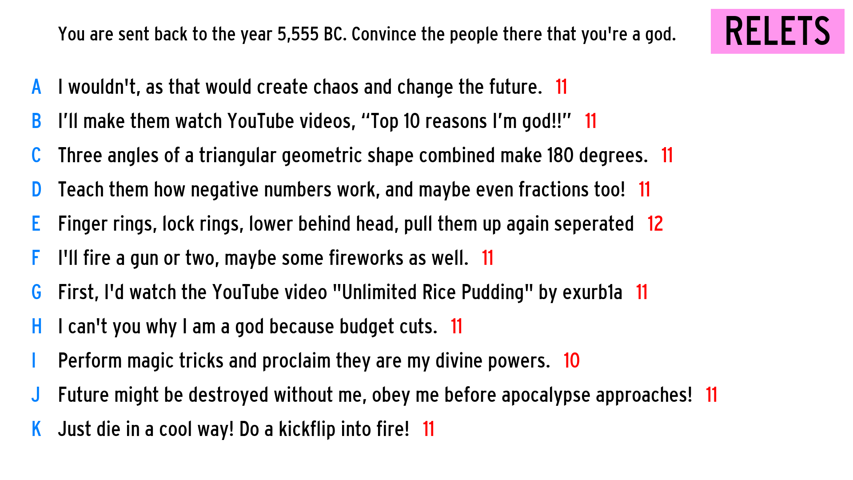 You are sent back to the year 5,555 BC. Convince the people there that you're a god.
RELETS
A I wouldn't, as that would create chaos and change the future. 11
B I’ll make them watch YouTube videos, “Top 10 reasons I’m god!!” 11
C Three angles of a triangular geometric shape combined make 180 degrees. 11
D Teach them how negative numbers work, and maybe even fractions too! 11
E Finger rings, lock rings, lower behind head, pull them up again seperated 12
F I'll fire a gun or two, maybe some fireworks as well. 11
G First, I'd watch the YouTube video "Unlimited Rice Pudding" by exurb1a 11
H I can't you why I am a god because budget cuts. 11
I Perform magic tricks and proclaim they are my divine powers. 10
J Future might be destroyed without me, obey me before apocalypse approaches! 11
K Just die in a cool way! Do a kickflip into fire! 11